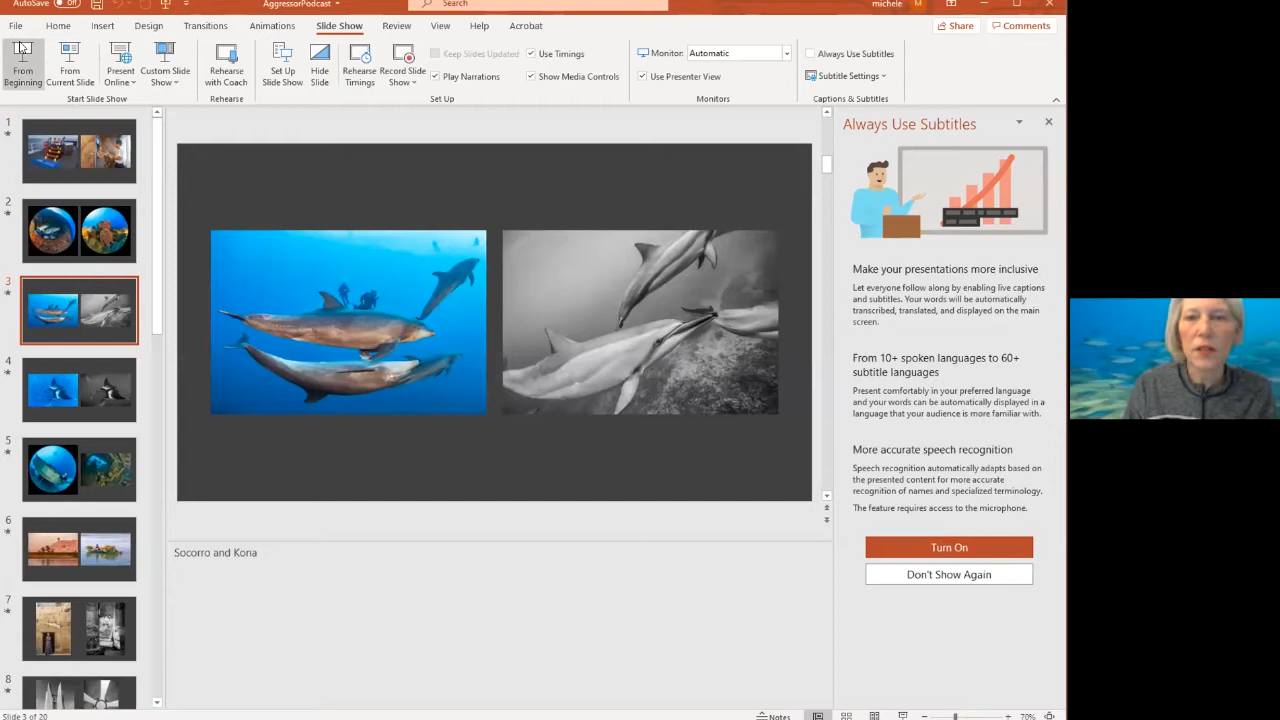 AutoSave Off AggressorPodcast Search michele M
File Home Insert Design Transitions Animations Slide Show Review View Help Acrobat Share Comments
From Beginning
From Current Slide
Present Online
Custom Slide Show
Rehearse with Coach
Set Up Slide Show
Hide Slide
Rehearse Timings
Record Slide Show
Keep Slides Updated
Play Narrations
Use Timings
Show Media Controls
Monitor: Automatic
Use Presenter View
Always Use Subtitles
Subtitle Settings
Start Slide Show Rehearse Set Up Monitors Captions & Subtitles
1
2
3
4
5
6
7
8
Socorro and Kona
Always Use Subtitles
Make your presentations more inclusive
Let everyone follow along by enabling live captions
and subtitles. Your words will be automatically
transcribed, translated, and displayed on the main
screen.
From 10+ spoken languages to 60+
subtitle languages
Present comfortably in your preferred language
and your words can be automatically displayed in a
language that your audience is more familiar with.
More accurate speech recognition
Speech recognition automatically adapts based on
the presented content for more accurate
recognition of names and specialized terminology.
The feature requires access to the microphone.
Turn On
Don't Show Again
Slide 3 of 20 Notes 70%